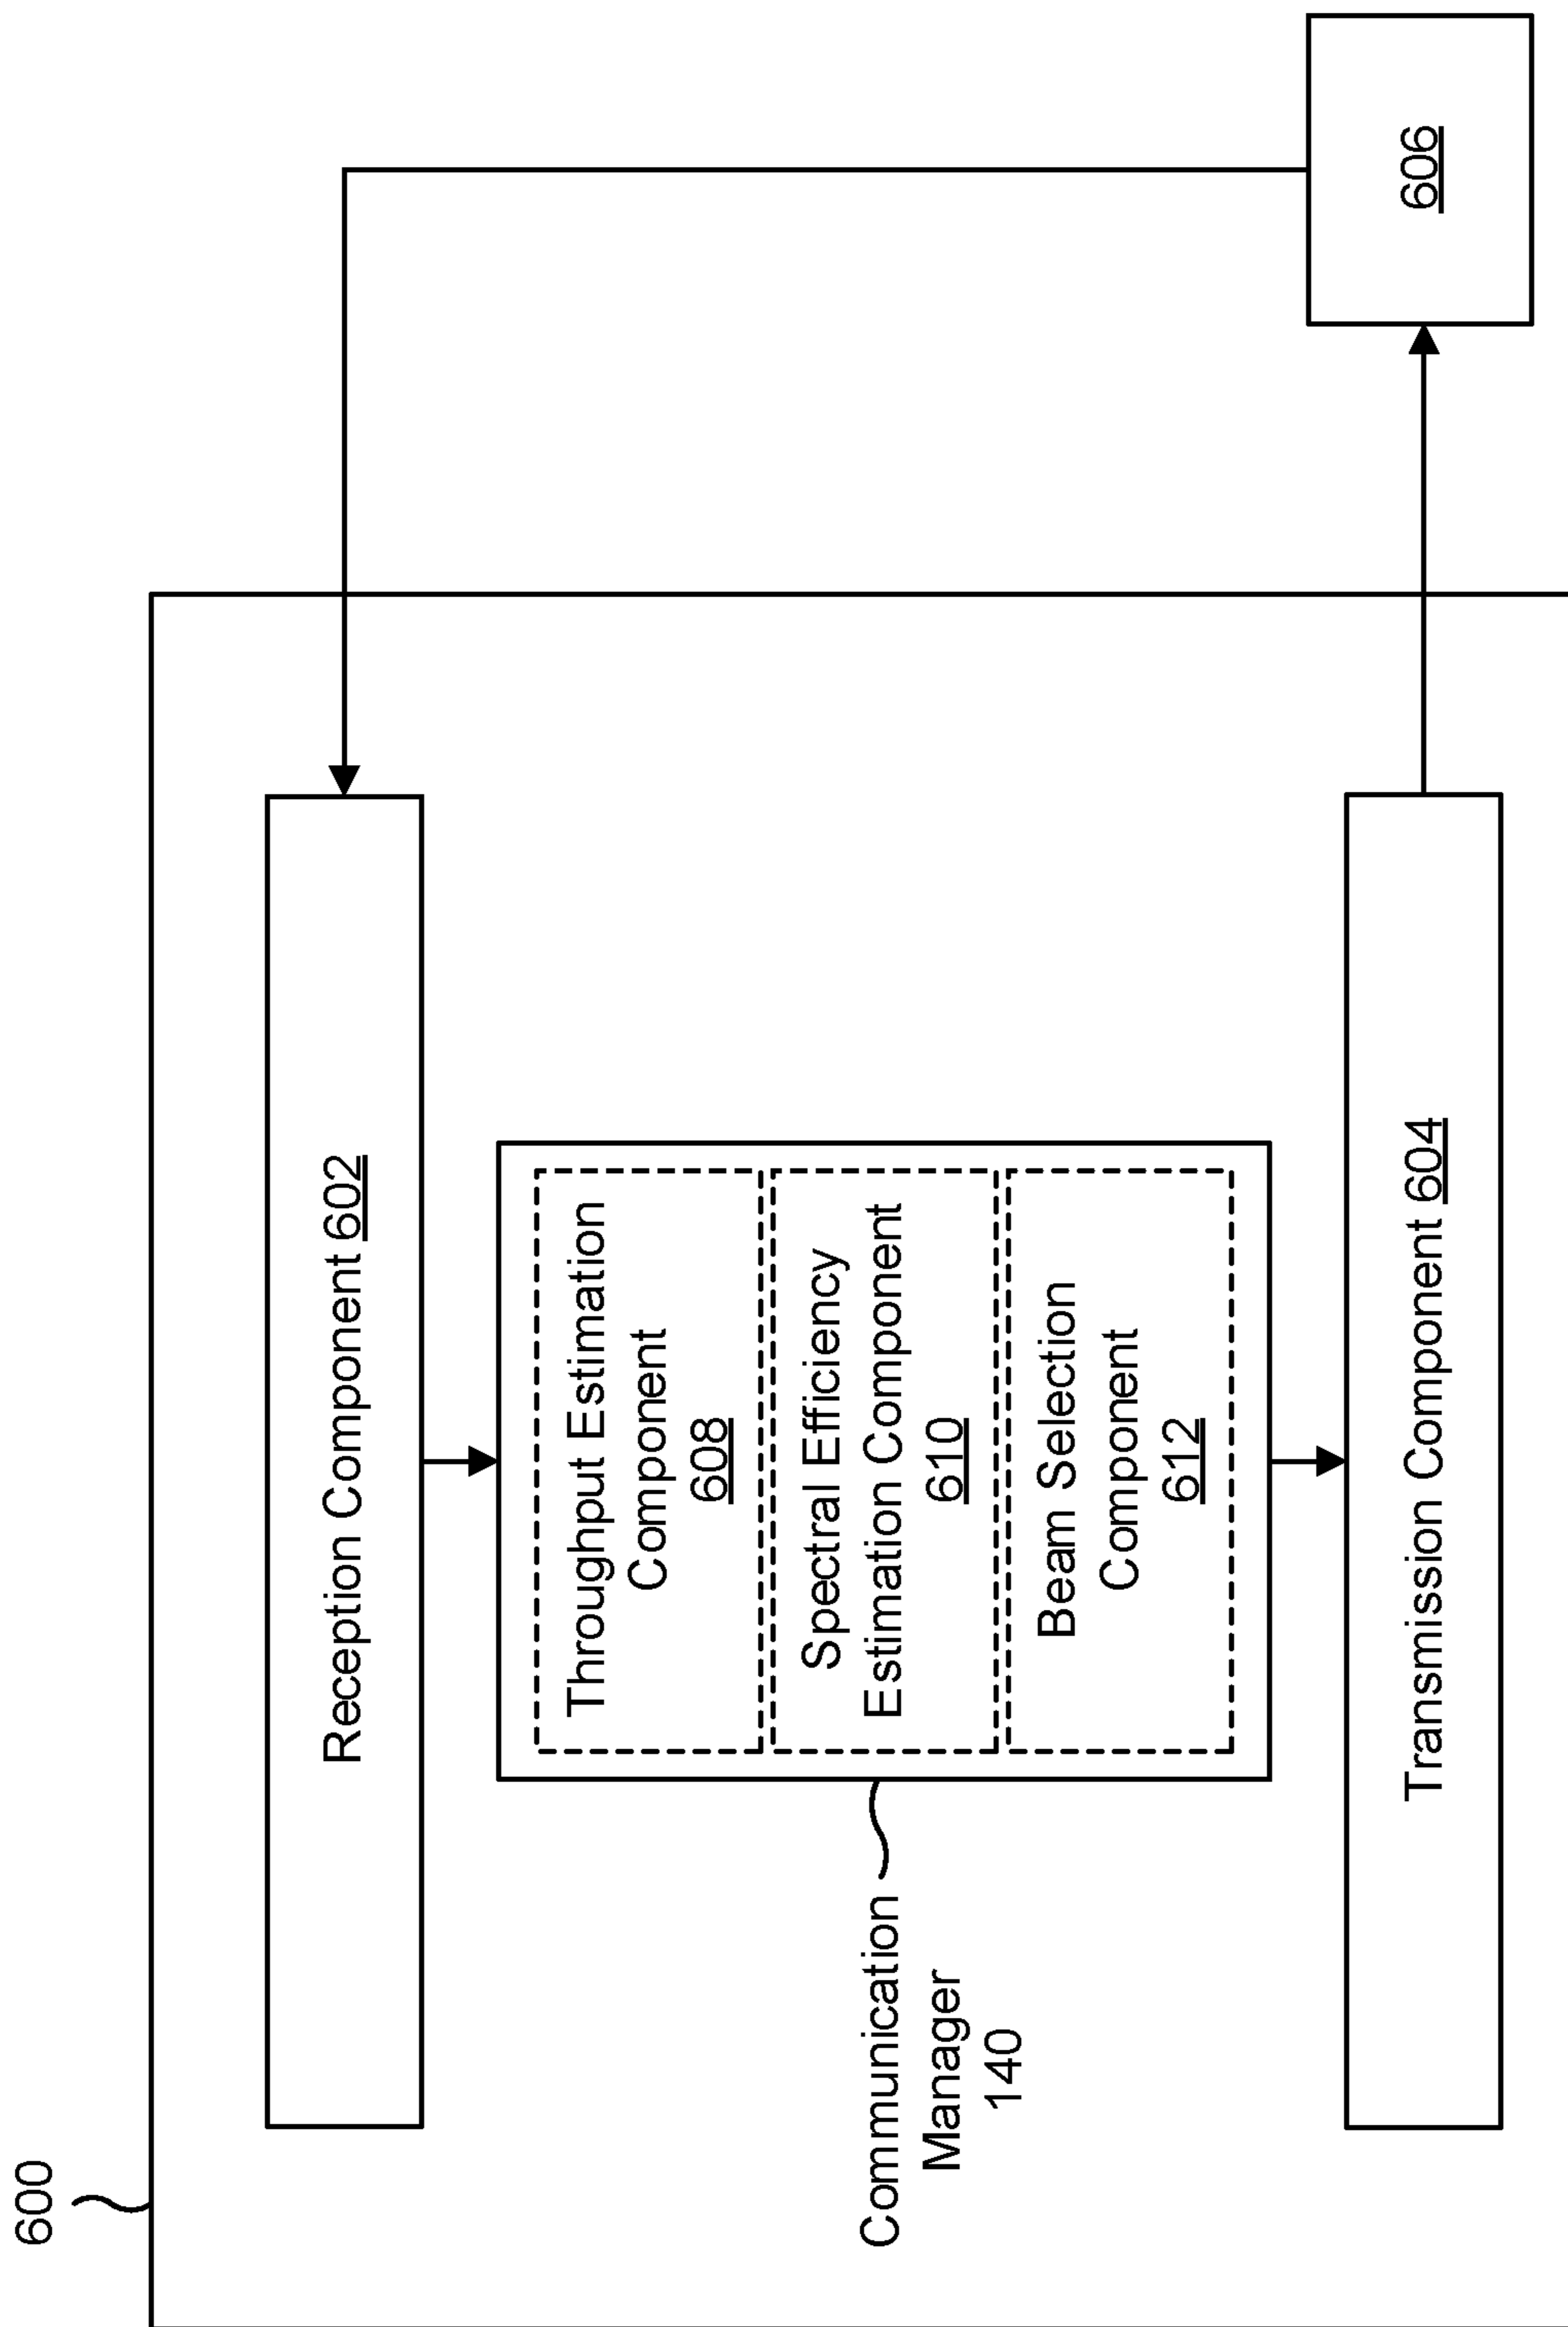 600
Reception Component 602
Throughput Estimation
Component
608
Spectral Efficiency
Estimation Component
610
Beam Selection
Component
612
Communication
Manager
140
Transmission Component 604
606